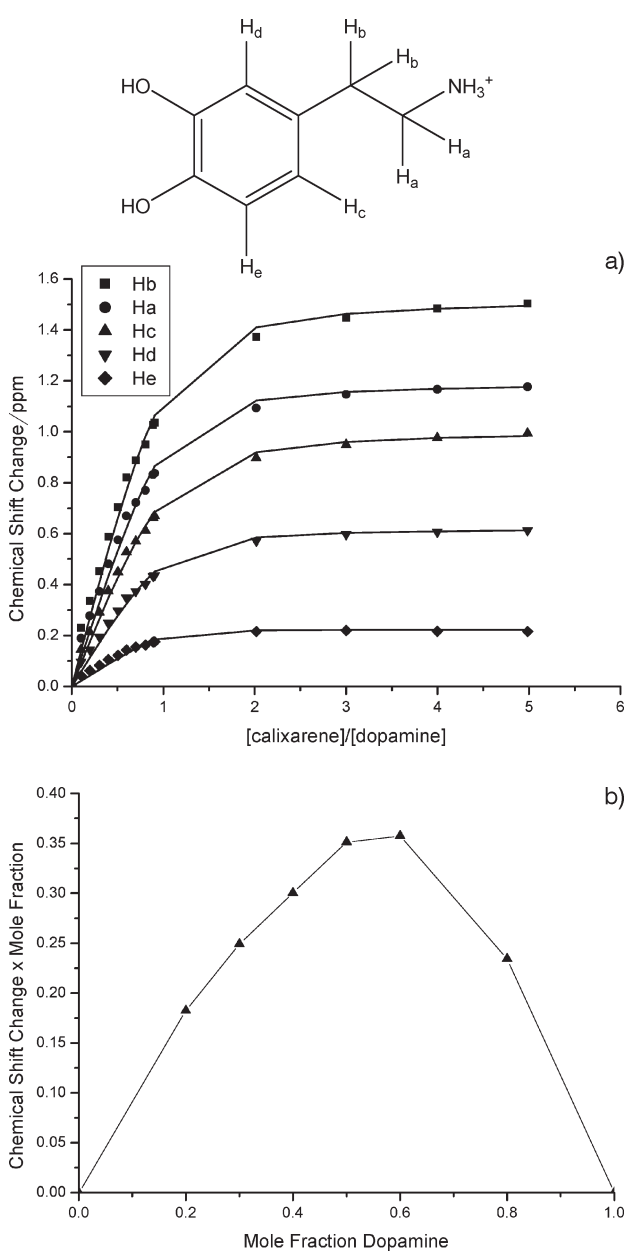 Hd
Hb
Hb
HO
NH3+
Ha
Ha
HO
Hc
He
a)
1.6
1.4
1.2
1.0
0.8
0.6
0.4
0.2
0.0
Chemical Shift Change/ppm
Hb
Ha
Hc
Hd
He
0 1 2 3 4 5 6
[calixarene]/[dopamine]
b)
0.40
0.35
0.30
0.25
0.20
0.15
0.10
0.05
0.00
Chemical Shift Change x Mole Fraction
0.0 0.2 0.4 0.6 0.8 1.0
Mole Fraction Dopamine